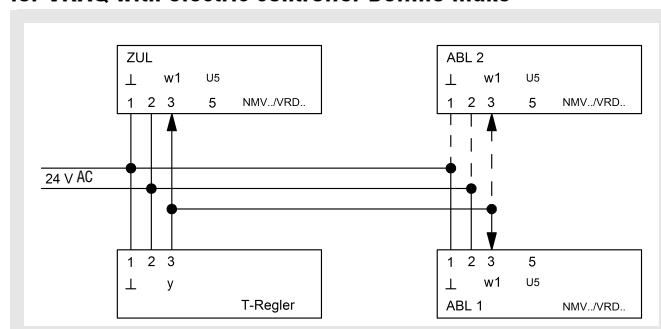 ZUL
⊥ w1 U5
1 2 3 5 NMV../VRD..
ABL 2
⊥ w1 U5
1 2 3 5 NMV../VRD..
24 V AC
1 2 3
⊥ y
T-Regler
1 2 3 5
⊥ w1 U5
ABL 1 NMV../VRD..